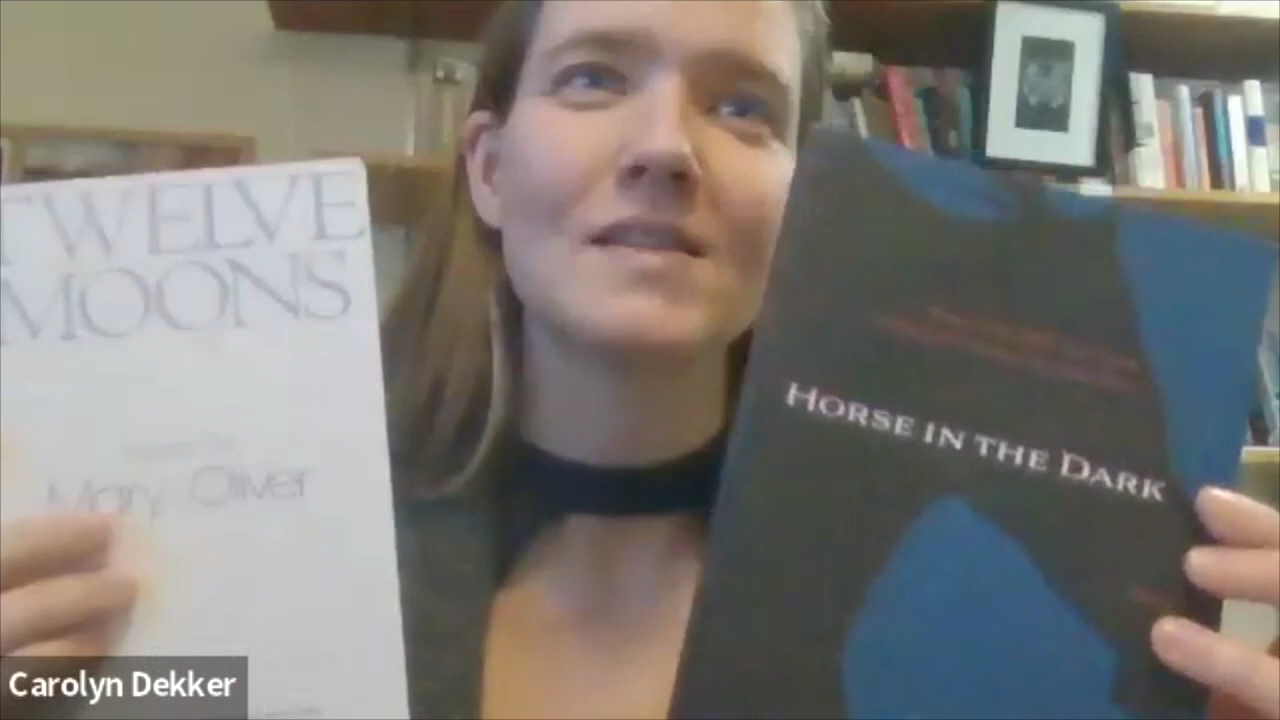 TWELVE
MOONS
Mary Oliver
HORSE IN THE DARK
Carolyn Dekker